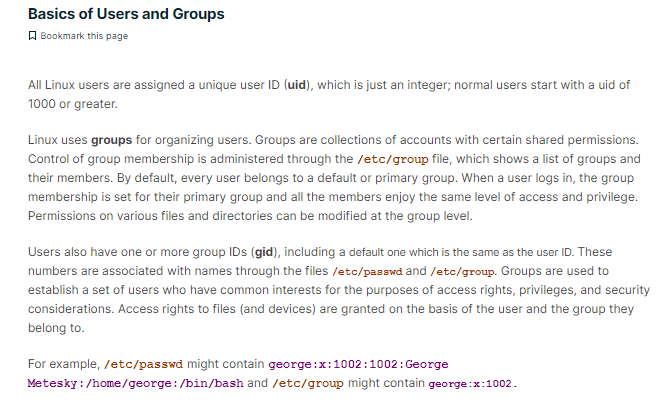 Basics of Users and Groups
Bookmark this page
All Linux users are assigned a unique user ID (uid), which is just an integer; normal users start with a uid of
1000 or greater.
Linux uses groups for organizing users. Groups are collections of accounts with certain shared permissions.
Control of group membership is administered through the /etc/group file, which shows a list of groups and
their members. By default, every user belongs to a default or primary group. When a user logs in, the group
membership is set for their primary group and all the members enjoy the same level of access and privilege.
Permissions on various files and directories can be modified at the group level.
Users also have one or more group IDs (gid), including a default one which is the same as the user ID. These
numbers are associated with names through the files /etc/passwd and /etc/group. Groups are used to
establish a set of users who have common interests for the purposes of access rights, privileges, and security
considerations. Access rights to files (and devices) are granted on the basis of the user and the group they
belong to.
For example, /etc/passwd might contain george:x:1002:1002:George
Metesky:/home/george:/bin/bash and /etc/group might contain george:x:1002.